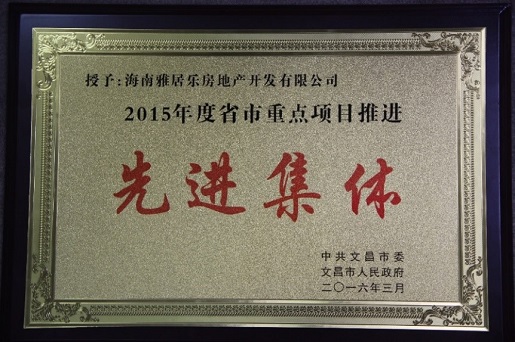 授予:海南雅居乐房地产开发有限公司
2015年度省市重点项目推进
先进集体
中共文昌市委
文昌市人民政府
二〇一六年三月